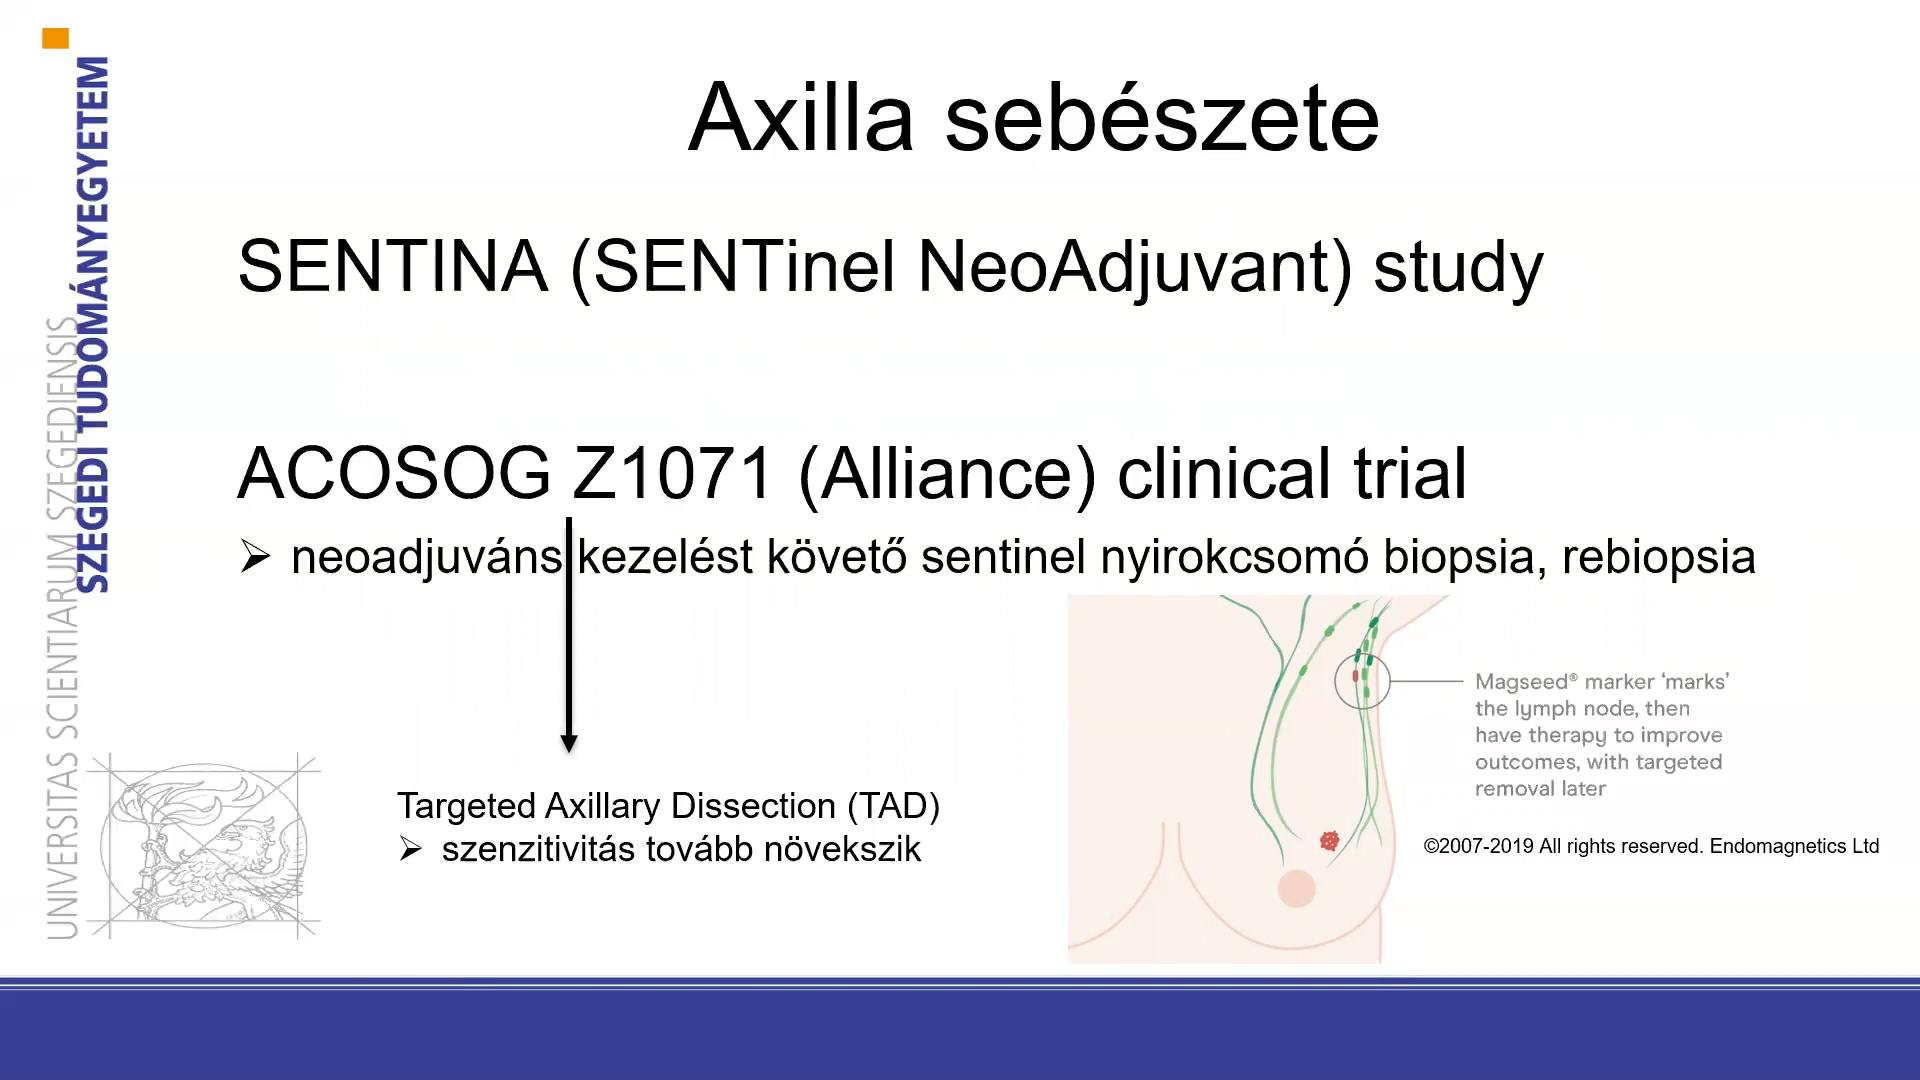 SZEGEDI TUDOMÁNYEGYETEM
UNIVERSITAS SCIENTIARUM SZEGEDIENSIS
Axilla sebészete
SENTINA (SENTinel NeoAdjuvant) study
ACOSOG Z1071 (Alliance) clinical trial
➢ neoadjuváns kezelést követő sentinel nyirokcsomó biopsia, rebiopsia
Targeted Axillary Dissection (TAD)
➢ szenzitivitás tovább növekszik
Magseed® marker ‘marks’
the lymph node, then
have therapy to improve
outcomes, with targeted
removal later
©2007-2019 All rights reserved. Endomagnetics Ltd